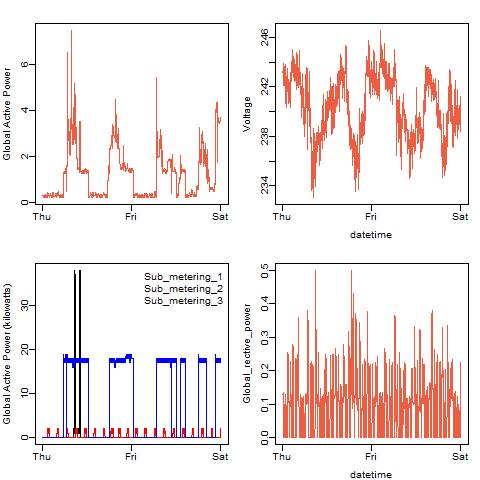 Global Active Power
0 2 4 6
Thu Fri Sat
Voltage
234 238 242 246
Thu Fri Sat
datetime
Global Active Power (kilowatts)
0 10 20 30
Sub_metering_1
Sub_metering_2
Sub_metering_3
Thu Fri Sat
Global_rective_power
0.0 0.1 0.2 0.3 0.4 0.5
Thu Fri Sat
datetime